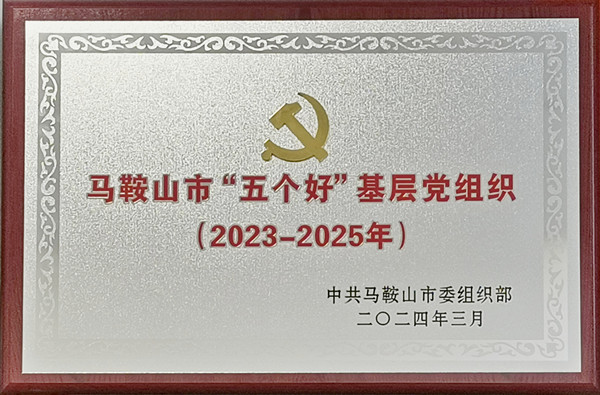 马鞍山市“五个好”基层党组织
（2023-2025年）
中共马鞍山市委组织部
二〇二四年三月